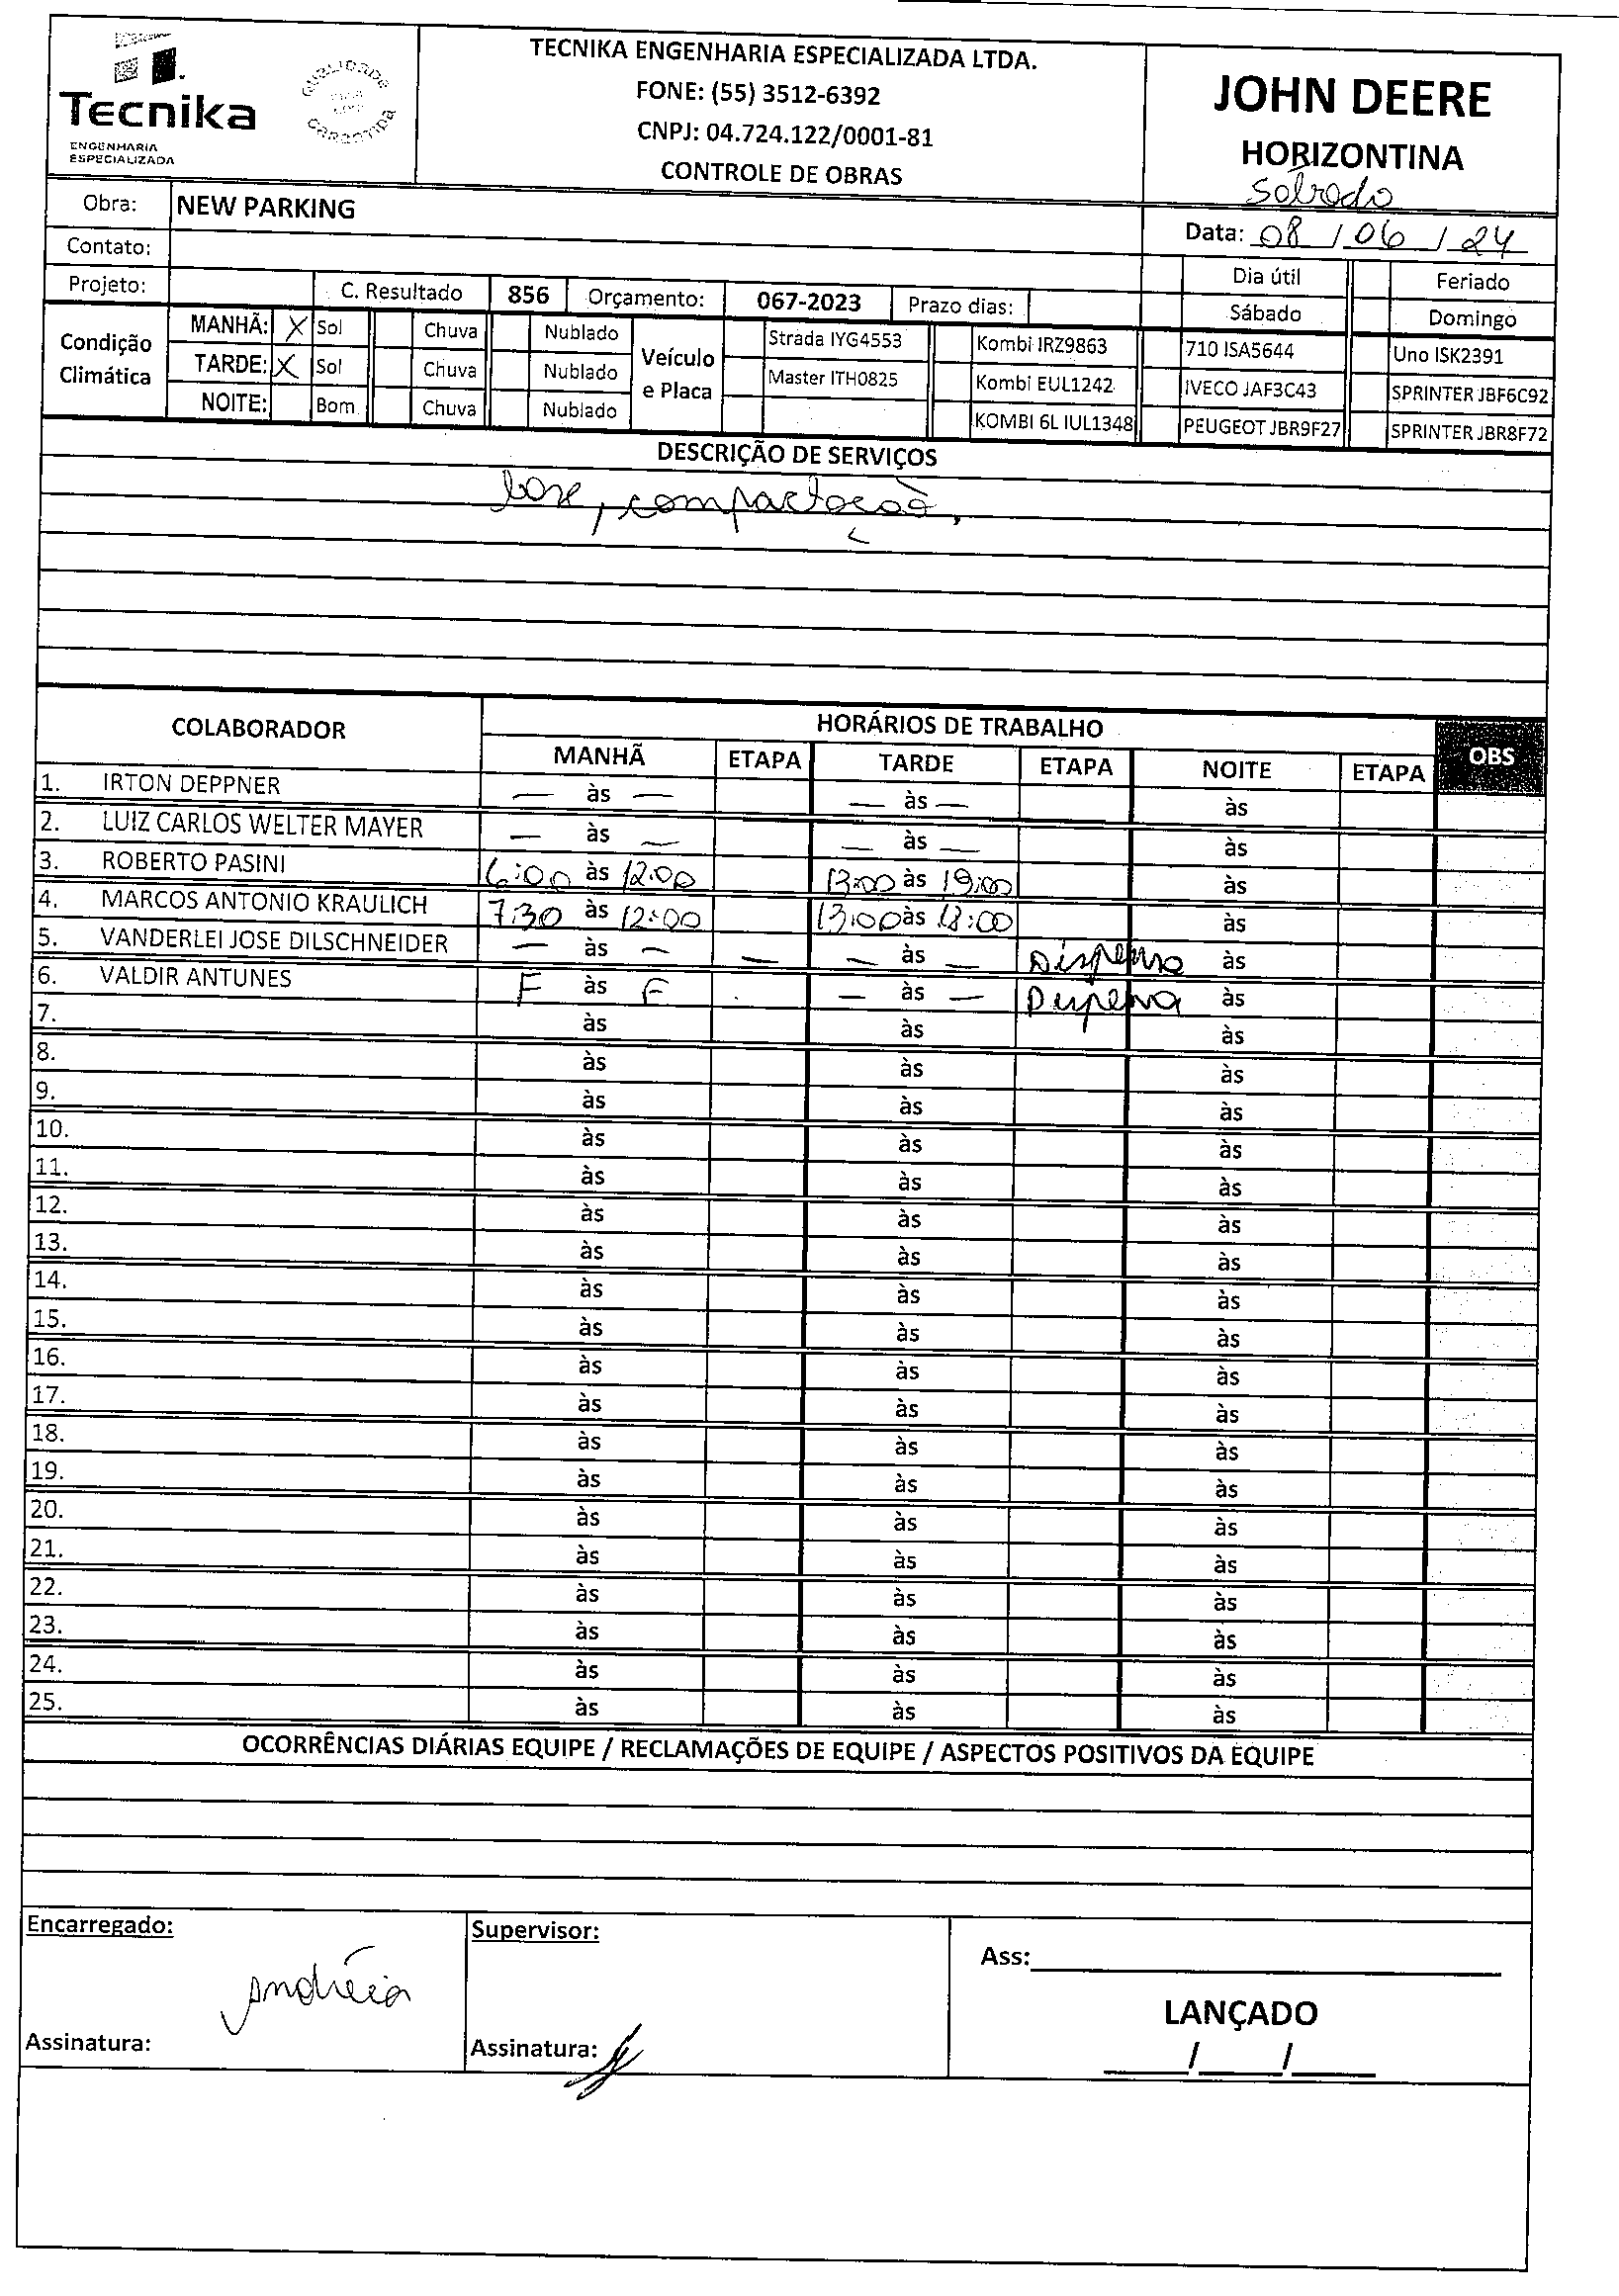 TECNIKA ENGENHARIA ESPECIALIZADA LTDA.
FONE: (55) 3512-6392
CNPJ: 04.724.122/0001-81
CONTROLE DE OBRAS
Tecnika
ENGENHARIA
ESPECIALIZADA
QUALIDADE
GARANTIDA
JOHN DEERE
HORIZONTINA
Obra: NEW PARKING
Data: 08/06/24
Contato:
Dia útil Feriado
Projeto: C. Resultado 856 Orçamento: 067-2023 Prazo dias: Sábado Domingo
Condição Climática
MANHÃ: X Sol Chuva Nublado
TARDE: X Sol Chuva Nublado
NOITE: Bom Chuva Nublado
Veículo e Placa
Strada IYG4553 Kombi IRZ9863 710 ISA5644 Uno ISK2391
Master ITH0825 Kombi EUL1242 IVECO JAF3C43 SPRINTER JBF6C92
KOMBI 6L IUL1348 PEUGEOT JBR9F27 SPRINTER JBR8F72
DESCRIÇÃO DE SERVIÇOS
base, compactação.
COLABORADOR HORÁRIOS DE TRABALHO OBS
MANHÃ ETAPA TARDE ETAPA NOITE ETAPA
1. IRTON DEPPNER — às — — às — às
2. LUIZ CARLOS WELTER MAYER — às — — às — às
3. ROBERTO PASINI 6:00 às 12:00 13:00 às 19:00 às
4. MARCOS ANTONIO KRAULICH 7:30 às 12:00 13:00 às 18:00 às
5. VANDERLEI JOSE DILSCHNEIDER — às — — — às — Dispensa às
6. VALDIR ANTUNES F às F — às — Dispensa às
7. às às às
8. às às às
9. às às às
10. às às às
11. às às às
12. às às às
13. às às às
14. às às às
15. às às às
16. às às às
17. às às às
18. às às às
19. às às às
20. às às às
21. às às às
22. às às às
23. às às às
24. às às às
25. às às às
OCORRÊNCIAS DIÁRIAS EQUIPE / RECLAMAÇÕES DE EQUIPE / ASPECTOS POSITIVOS DA EQUIPE
Encarregado: Supervisor:
Ass:
Andréia
LANÇADO
Assinatura: Assinatura:
/ /